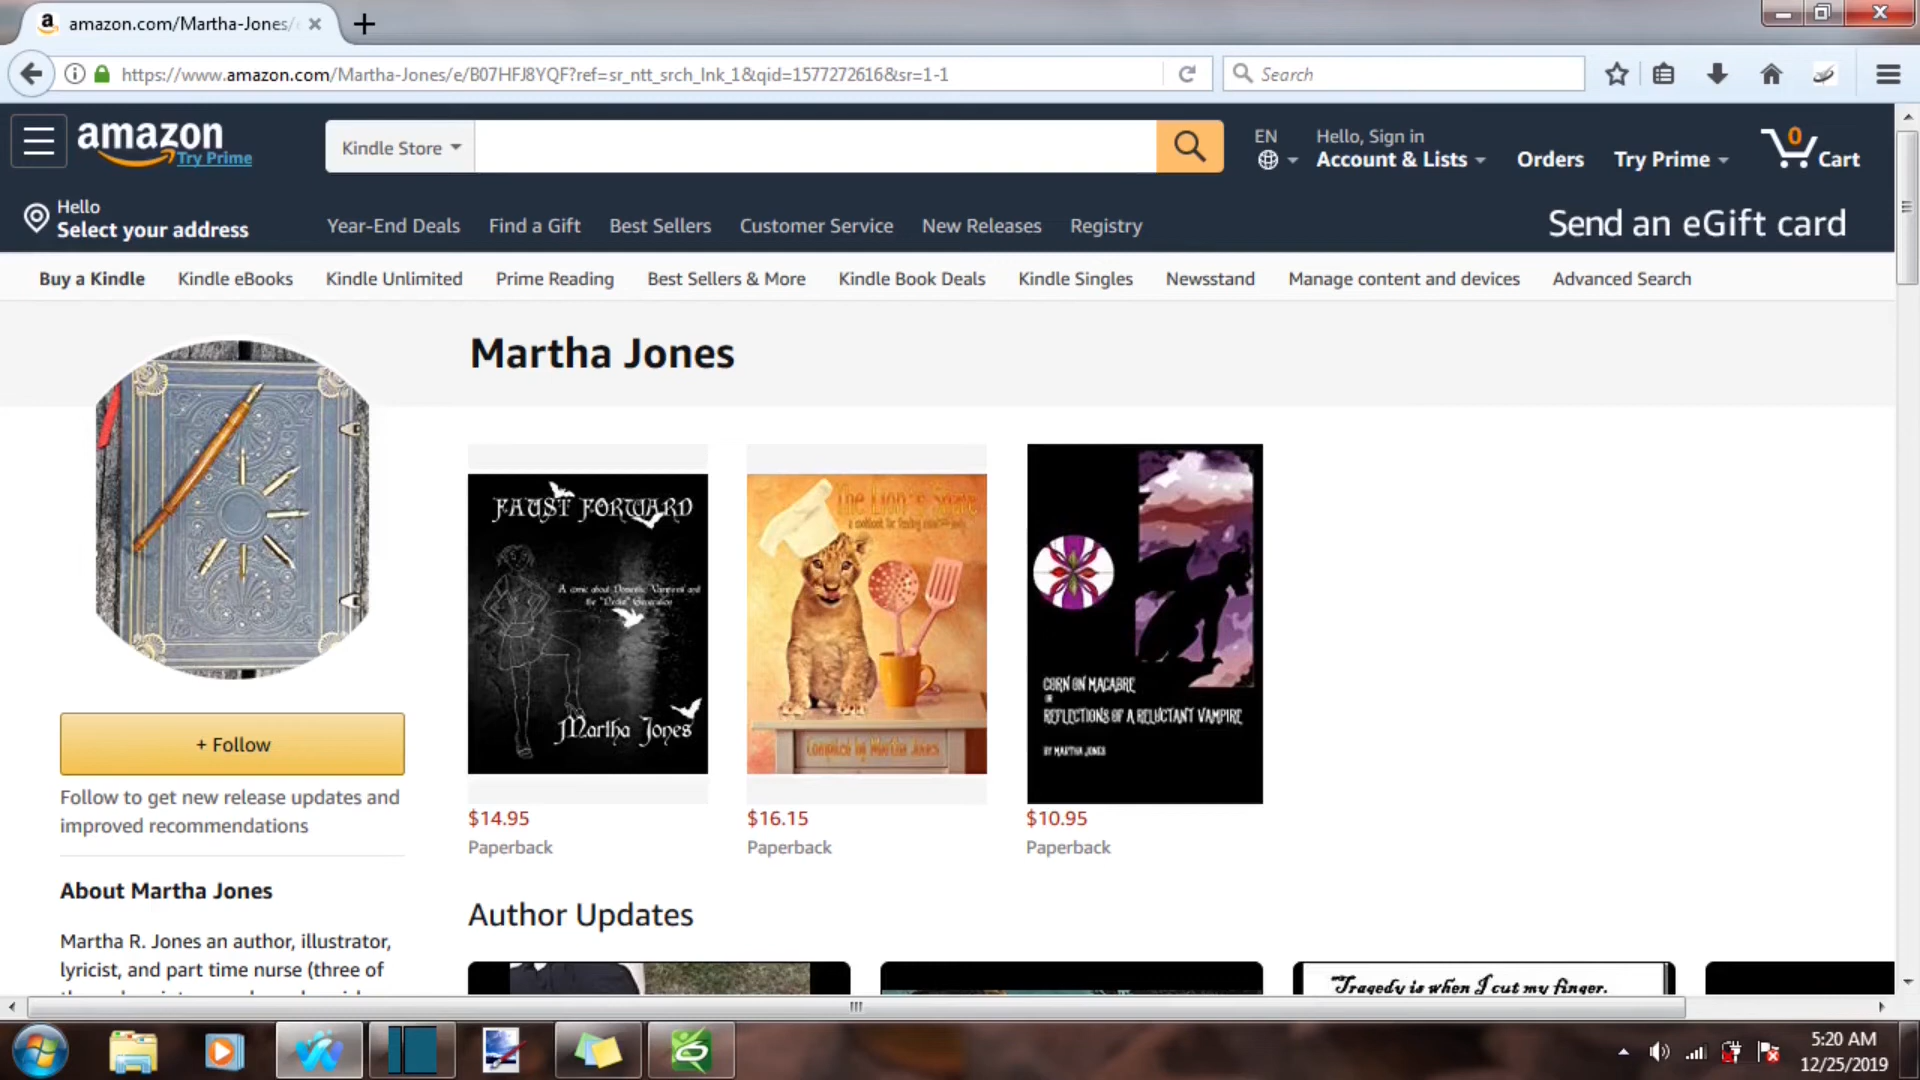 amazon.com/Martha-Jones/
https://www.amazon.com/Martha-Jones/e/B07HFJ8YQF?ref=sr_ntt_srch_lnk_1&qid=1577272616&sr=1-1
Search
amazon
Try Prime
Kindle Store
EN
Hello, Sign in
Account & Lists
Orders
Try Prime
0
Cart
Hello
Select your address
Year-End Deals
Find a Gift
Best Sellers
Customer Service
New Releases
Registry
Send an eGift card
Buy a Kindle
Kindle eBooks
Kindle Unlimited
Prime Reading
Best Sellers & More
Kindle Book Deals
Kindle Singles
Newsstand
Manage content and devices
Advanced Search
Martha Jones
FAUST FORWARD
A comic about Domestic Vampires and
the Generation
Martha Jones
The Lion's Share
a cookbook for feeding
Compiled by Martha Jones
CORN ON MACABRE
OR
REFLECTIONS OF A RELUCTANT VAMPIRE
BY MARTHA JONES
$14.95
Paperback
$16.15
Paperback
$10.95
Paperback
+ Follow
Follow to get new release updates and
improved recommendations
About Martha Jones
Martha R. Jones an author, illustrator,
lyricist, and part time nurse (three of
Author Updates
Tragedy is when I cut my finger.
5:20 AM
12/25/2019